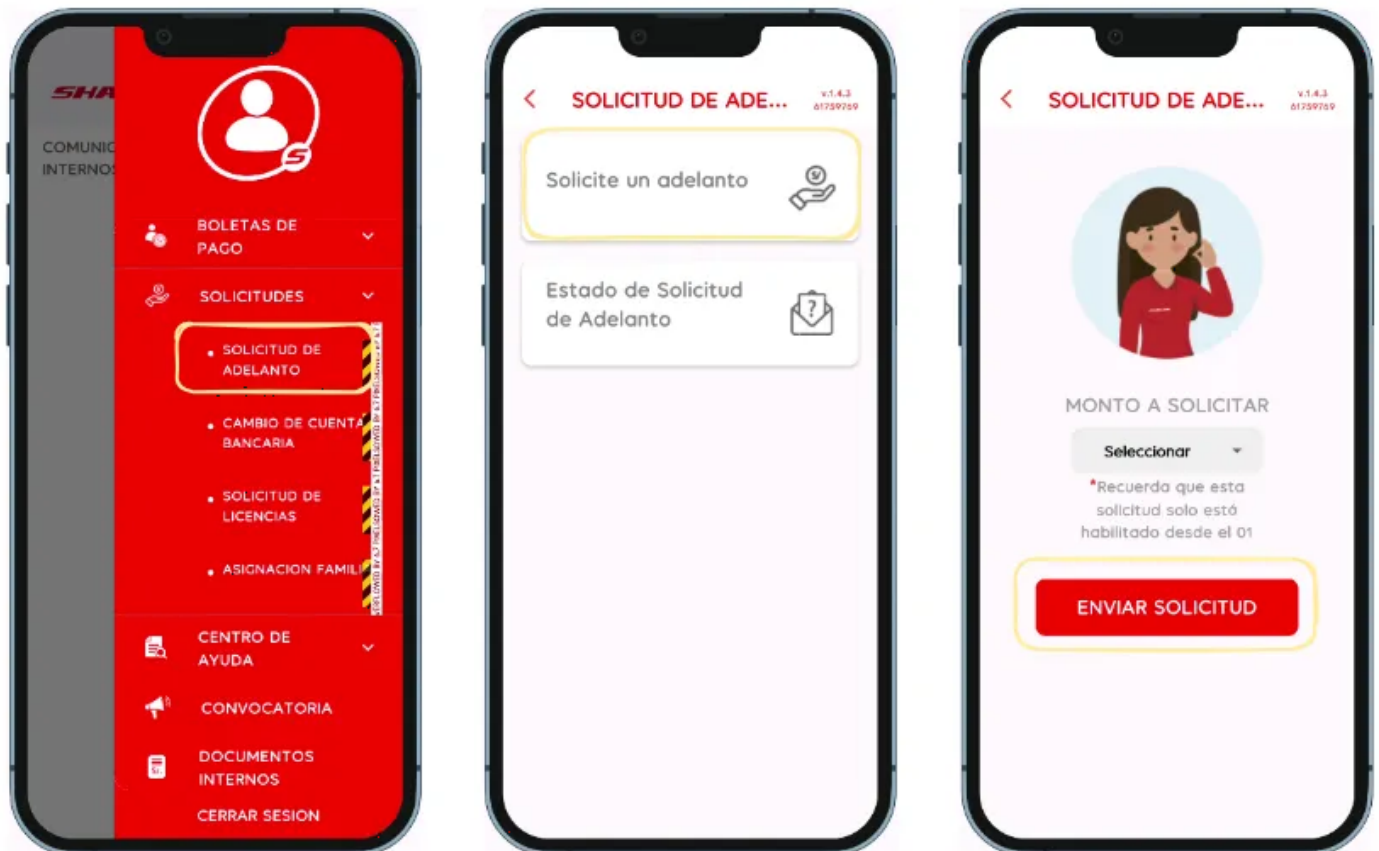 SHA
COMUNIC
INTERNOS
BOLETAS DE
PAGO
SOLICITUDES
SOLICITUD DE
ADELANTO
CAMBIO DE CUENTA
BANCARIA
SOLICITUD DE
LICENCIAS
ASIGNACION FAMILI
CENTRO DE
AYUDA
CONVOCATORIA
DOCUMENTOS
INTERNOS
CERRAR SESION
SOLICITUD DE ADE...
v.1.4.3
61759769
Solicite un adelanto
Estado de Solicitud
de Adelanto
SOLICITUD DE ADE...
v.1.4.3
61759769
MONTO A SOLICITAR
Seleccionar
*Recuerda que esta
solicitud solo está
habilitado desde el 01
ENVIAR SOLICITUD